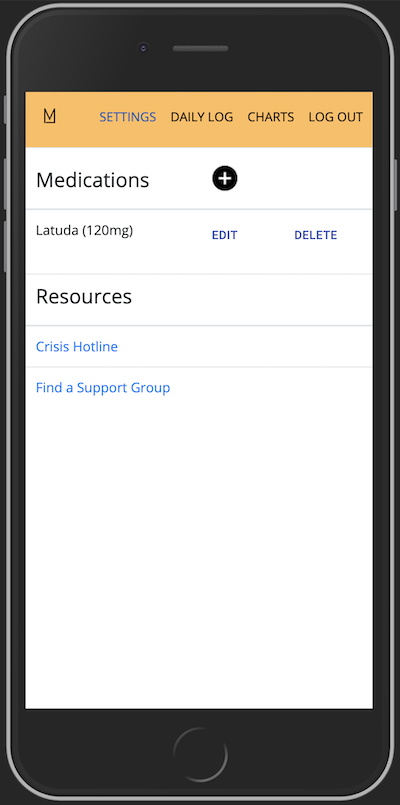 M SETTINGS DAILY LOG CHARTS LOG OUT
Medications
Latuda (120mg) EDIT DELETE
Resources
Crisis Hotline
Find a Support Group